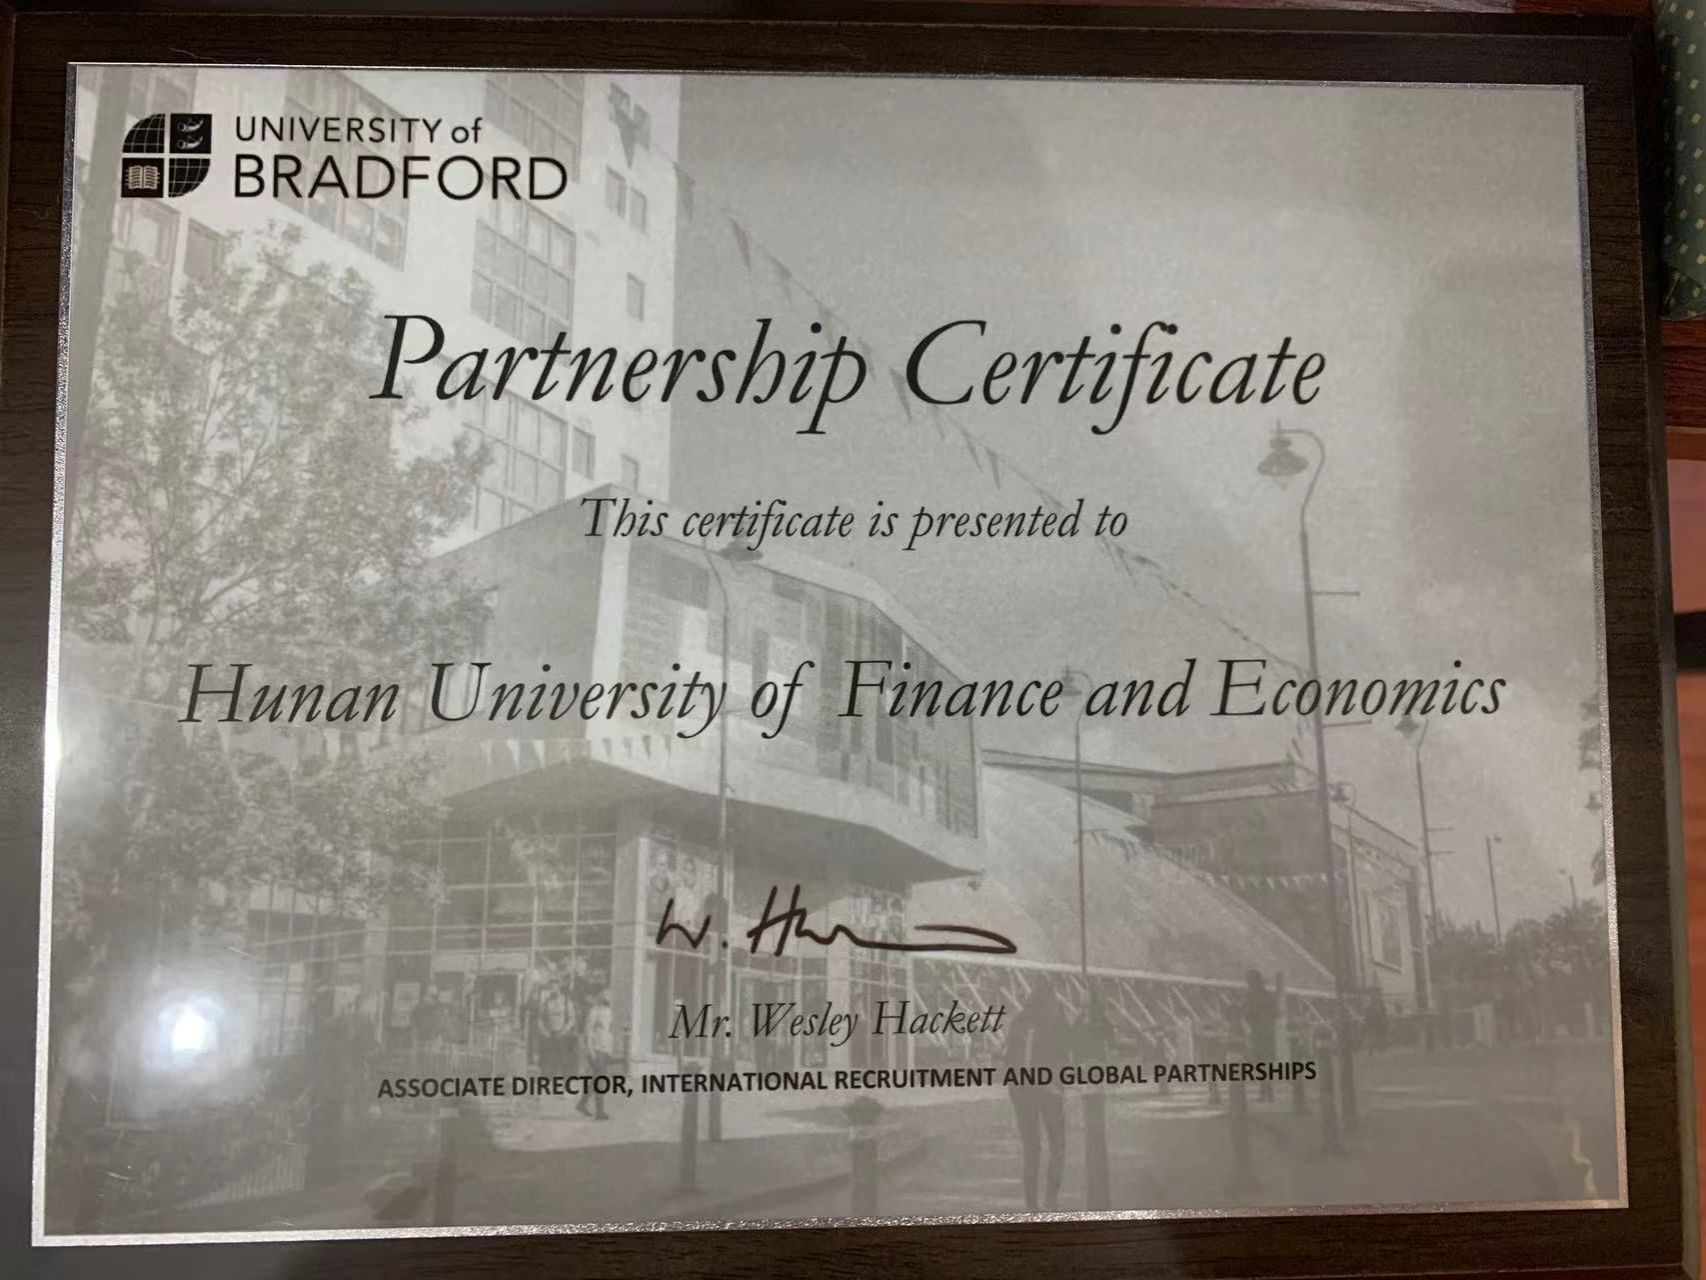 UNIVERSITY of
BRADFORD
Partnership Certificate
This certificate is presented to
Hunan University of Finance and Economics
W. Ha
Mr. Wesley Hackett
ASSOCIATE DIRECTOR, INTERNATIONAL RECRUITMENT AND GLOBAL PARTNERSHIPS